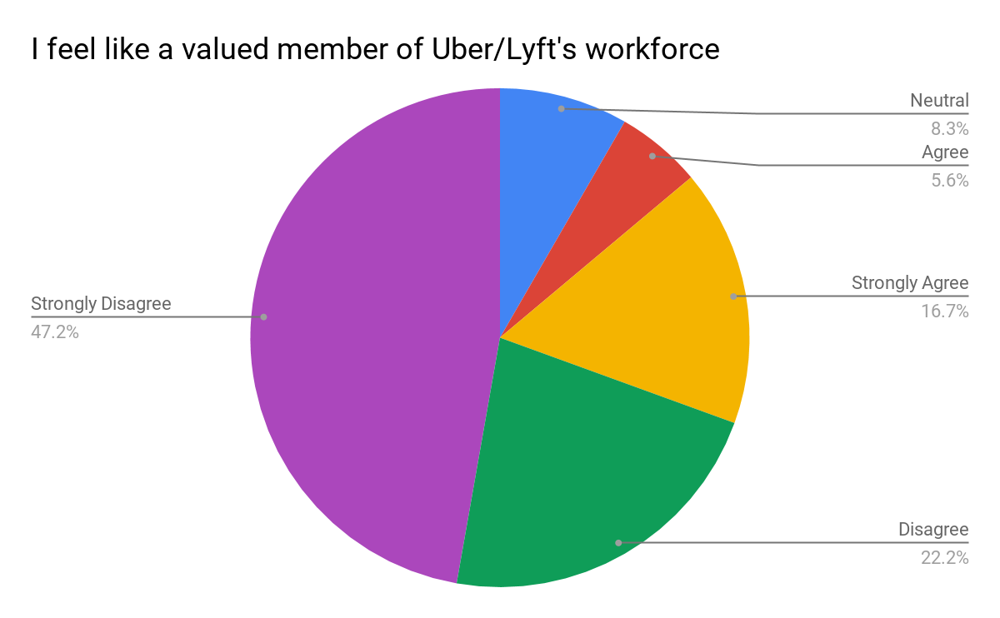 I feel like a valued member of Uber/Lyft's workforce
Neutral
8.3%
Agree
5.6%
Strongly Agree
16.7%
Strongly Disagree
47.2%
Disagree
22.2%